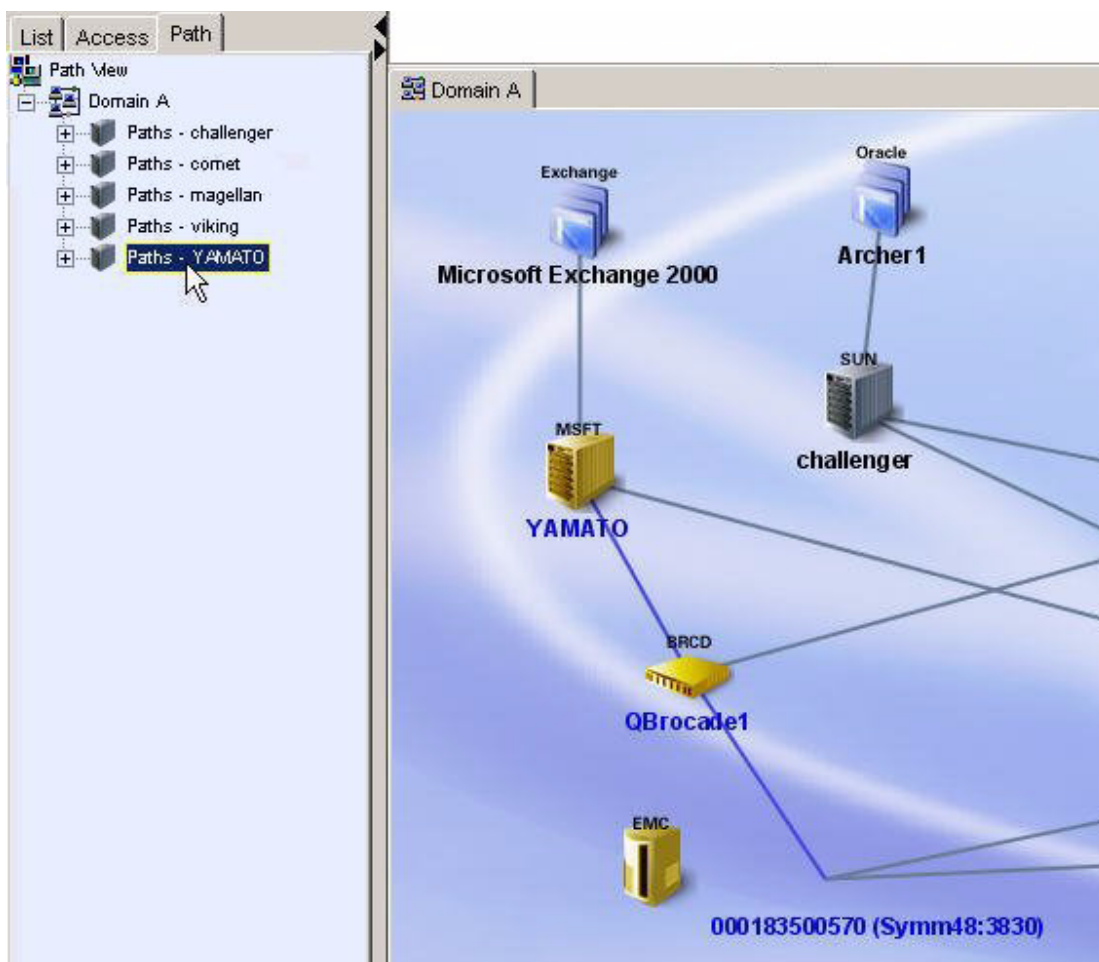 List Access Path
Path View
Domain A
Paths - challenger
Paths - comet
Paths - magellan
Paths - viking
Paths - YAMATO
Domain A
Exchange
Microsoft Exchange 2000
Oracle
Archer1
SUN
challenger
MSFT
YAMATO
BRCD
QBrocade1
EMC
000183500570 (Symm48:3830)